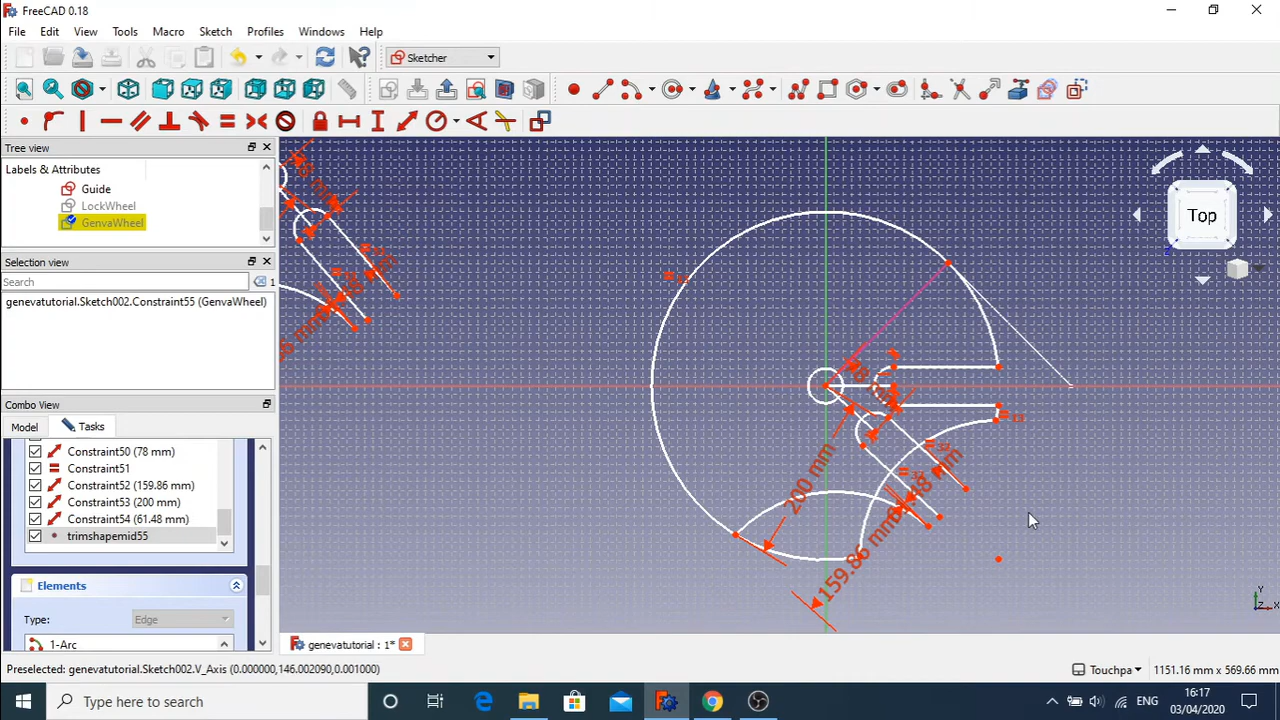 FreeCAD 0.18
File Edit View Tools Macro Sketch Profiles Windows Help
Sketcher
Tree view
Labels & Attributes
Guide
LockWheel
GenvaWheel
Selection view
Search
1
genevatutorial.Sketch002.Constraint55 (GenvaWheel)
Combo View
Model
Tasks
Constraint50 (78 mm)
Constraint51
Constraint52 (159.86 mm)
Constraint53 (200 mm)
Constraint54 (61.48 mm)
trimshapemid55
Elements
Type:
Edge
1-Arc
Top
200 mm
159.86 mm
genevatutorial : 1*
Preselected: genevatutorial.Sketch002.V_Axis (0.000000,146.002090,0.001000)
Touchpa
1151.16 mm x 569.66 mm
Type here to search
ENG
16:17
03/04/2020